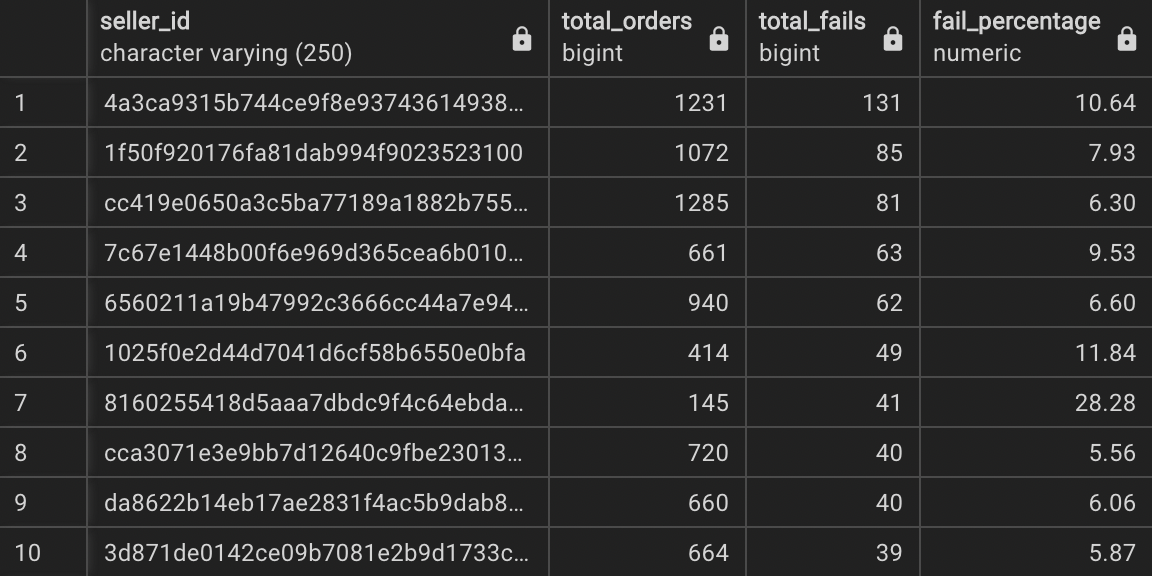 seller_id total_orders total_fails fail_percentage
character varying (250) bigint bigint numeric
1 4a3ca9315b744ce9f8e93743614938... 1231 131 10.64
2 1f50f920176fa81dab994f9023523100 1072 85 7.93
3 cc419e0650a3c5ba77189a1882b755... 1285 81 6.30
4 7c67e1448b00f6e969d365cea6b010... 661 63 9.53
5 6560211a19b47992c3666cc44a7e94... 940 62 6.60
6 1025f0e2d44d7041d6cf58b6550e0bfa 414 49 11.84
7 8160255418d5aaa7dbdc9f4c64ebda... 145 41 28.28
8 cca3071e3e9bb7d12640c9fbe23013... 720 40 5.56
9 da8622b14eb17ae2831f4ac5b9dab8... 660 40 6.06
10 3d871de0142ce09b7081e2b9d1733c... 664 39 5.87